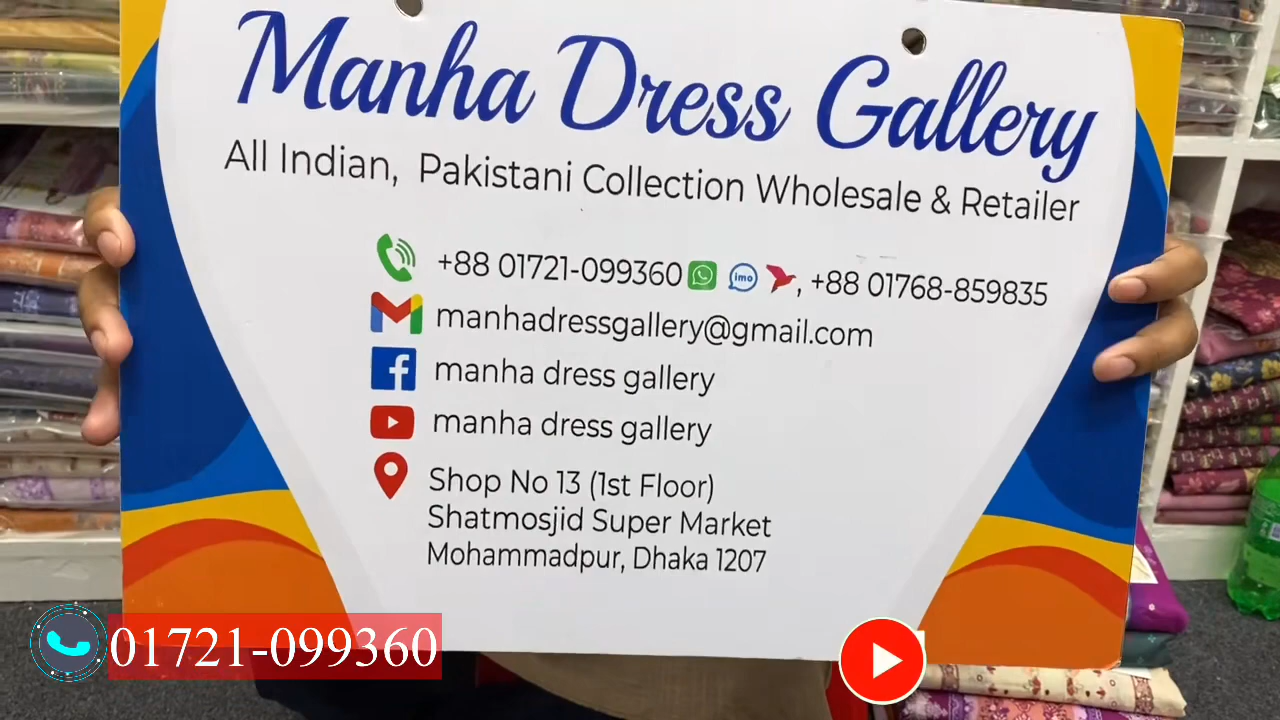 Manha Dress Gallery
All Indian, Pakistani Collection Wholesale & Retailer
+88 01721-099360 imo , +88 01768-859835
manhadressgallery@gmail.com
manha dress gallery
manha dress gallery
Shop No 13 (1st Floor)
Shatmosjid Super Market
Mohammadpur, Dhaka 1207
01721-099360